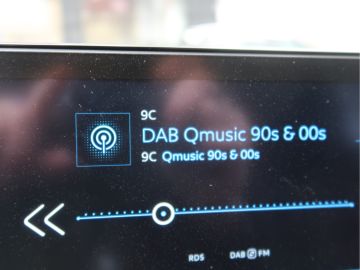 9C
DAB Qmusic 90s & 00s
9C Qmusic 90s & 00s
RDS DAB FM